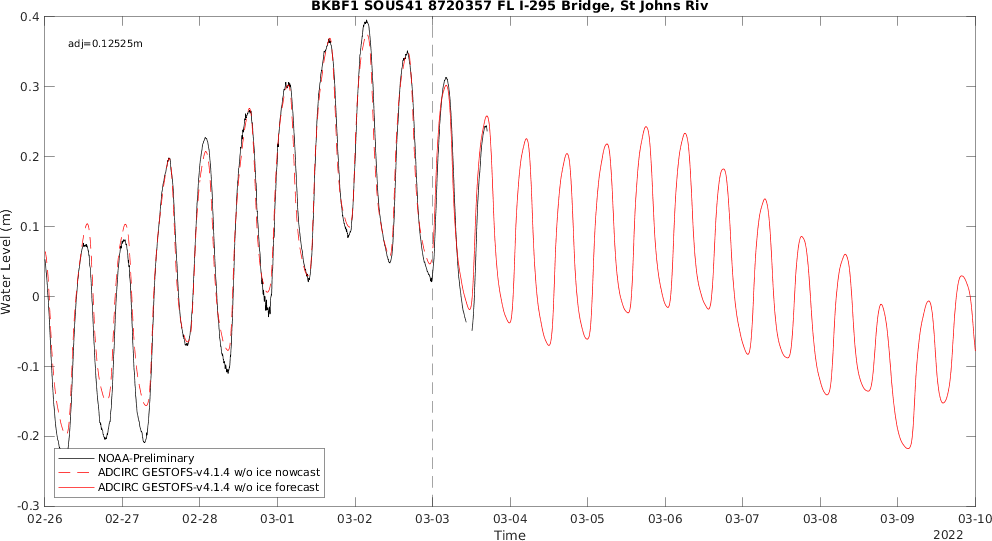 BKBF1 SOUS41 8720357 FL I-295 Bridge, St Johns Riv
adj=0.12525m
0.4
0.3
0.2
0.1
0
-0.1
-0.2
-0.3
Water Level (m)
NOAA-Preliminary
ADCIRC GESTOFS-v4.1.4 w/o ice nowcast
ADCIRC GESTOFS-v4.1.4 w/o ice forecast
02-26 02-27 02-28 03-01 03-02 03-03 03-04 03-05 03-06 03-07 03-08 03-09 03-10
Time
2022